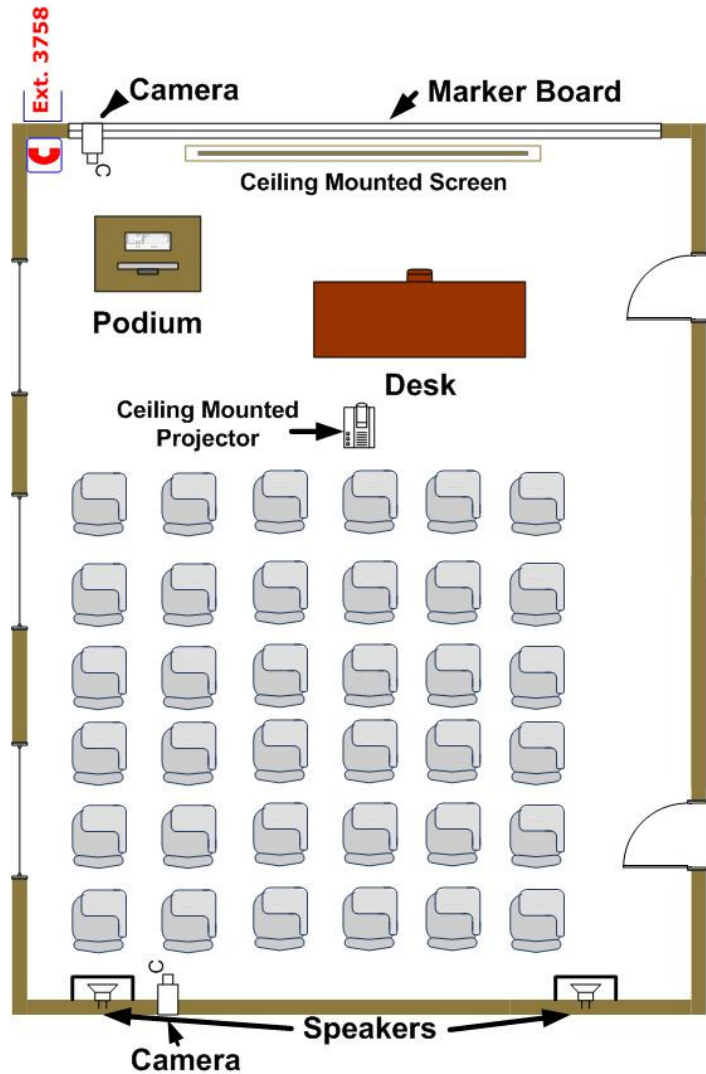 Ext. 3758
Camera
Marker Board
Ceiling Mounted Screen
Podium
Desk
Ceiling Mounted
Projector
Speakers
Camera